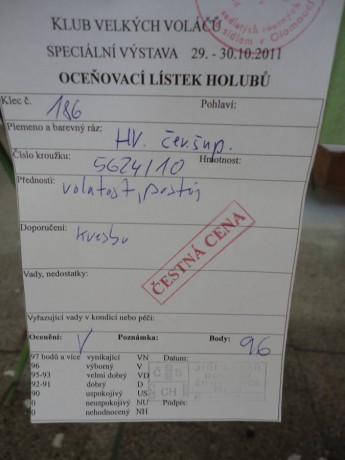 KLUB VELKÝCH VOLÁČŮ
SPECIÁLNÍ VÝSTAVA 29. - 30.10.2011
OCEŇOVACÍ LÍSTEK HOLUBŮ
Klec č. 186 Pohlaví:
Plemeno a barevný ráz: HV. čer.šup.
Číslo kroužku: 5624/10 Hmotnost:
Přednosti: volatost, postoj
Doporučení:
ČESTNÁ CENA
Vady, nedostatky:
Vyřazující vady v kondici nebo péči:
Ocenění: V Poznámka: Body: 96
97 bodů a více vynikající VN Datum:
96 výborný V
95-93 velmi dobrý VD
92-91 dobrý D
90 uspokojivý US
0 neuspokojivý NU Podpis:
0 nehodnocený NH
CH